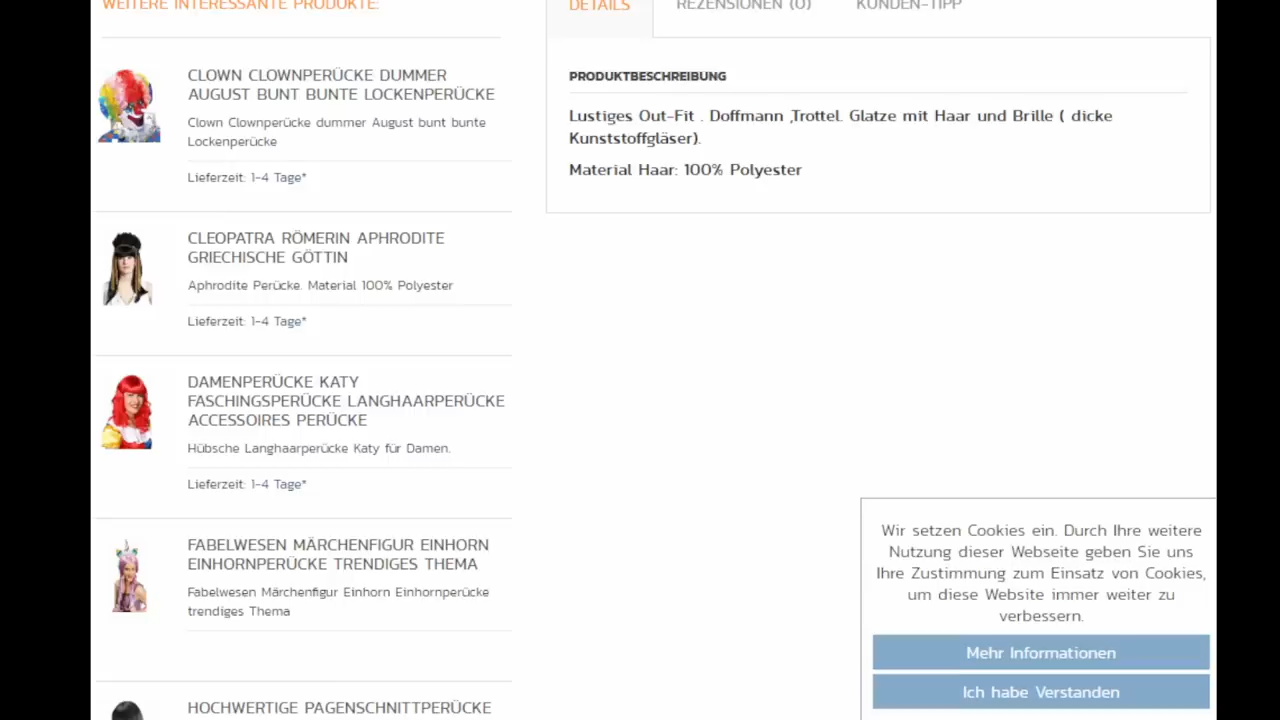 WEITERE INTERESSANTE PRODUKTE:
CLOWN CLOWNPERÜCKE DUMMER
AUGUST BUNT BUNTE LOCKENPERÜCKE
Clown Clownperücke dummer August bunt bunte
Lockenperücke
Lieferzeit: 1-4 Tage*
CLEOPATRA RÖMERIN APHRODITE
GRIECHISCHE GÖTTIN
Aphrodite Perücke. Material 100% Polyester
Lieferzeit: 1-4 Tage*
DAMENPERÜCKE KATY
FASCHINGSPERÜCKE LANGHAARPERÜCKE
ACCESSOIRES PERÜCKE
Hübsche Langhaarperücke Katy für Damen.
Lieferzeit: 1-4 Tage*
FABELWESEN MÄRCHENFIGUR EINHORN
EINHORNPERÜCKE TRENDIGES THEMA
Fabelwesen Märchenfigur Einhorn Einhornperücke
trendiges Thema
HOCHWERTIGE PAGENSCHNITTPERÜCKE
DETAILS
REZENSIONEN (0)
KUNDEN-TIPP
PRODUKTBESCHREIBUNG
Lustiges Out-Fit . Doffmann ,Trottel. Glatze mit Haar und Brille ( dicke
Kunststoffgläser).
Material Haar: 100% Polyester
Wir setzen Cookies ein. Durch Ihre weitere
Nutzung dieser Webseite geben Sie uns
Ihre Zustimmung zum Einsatz von Cookies,
um diese Website immer weiter zu
verbessern.
Mehr Informationen
Ich habe Verstanden